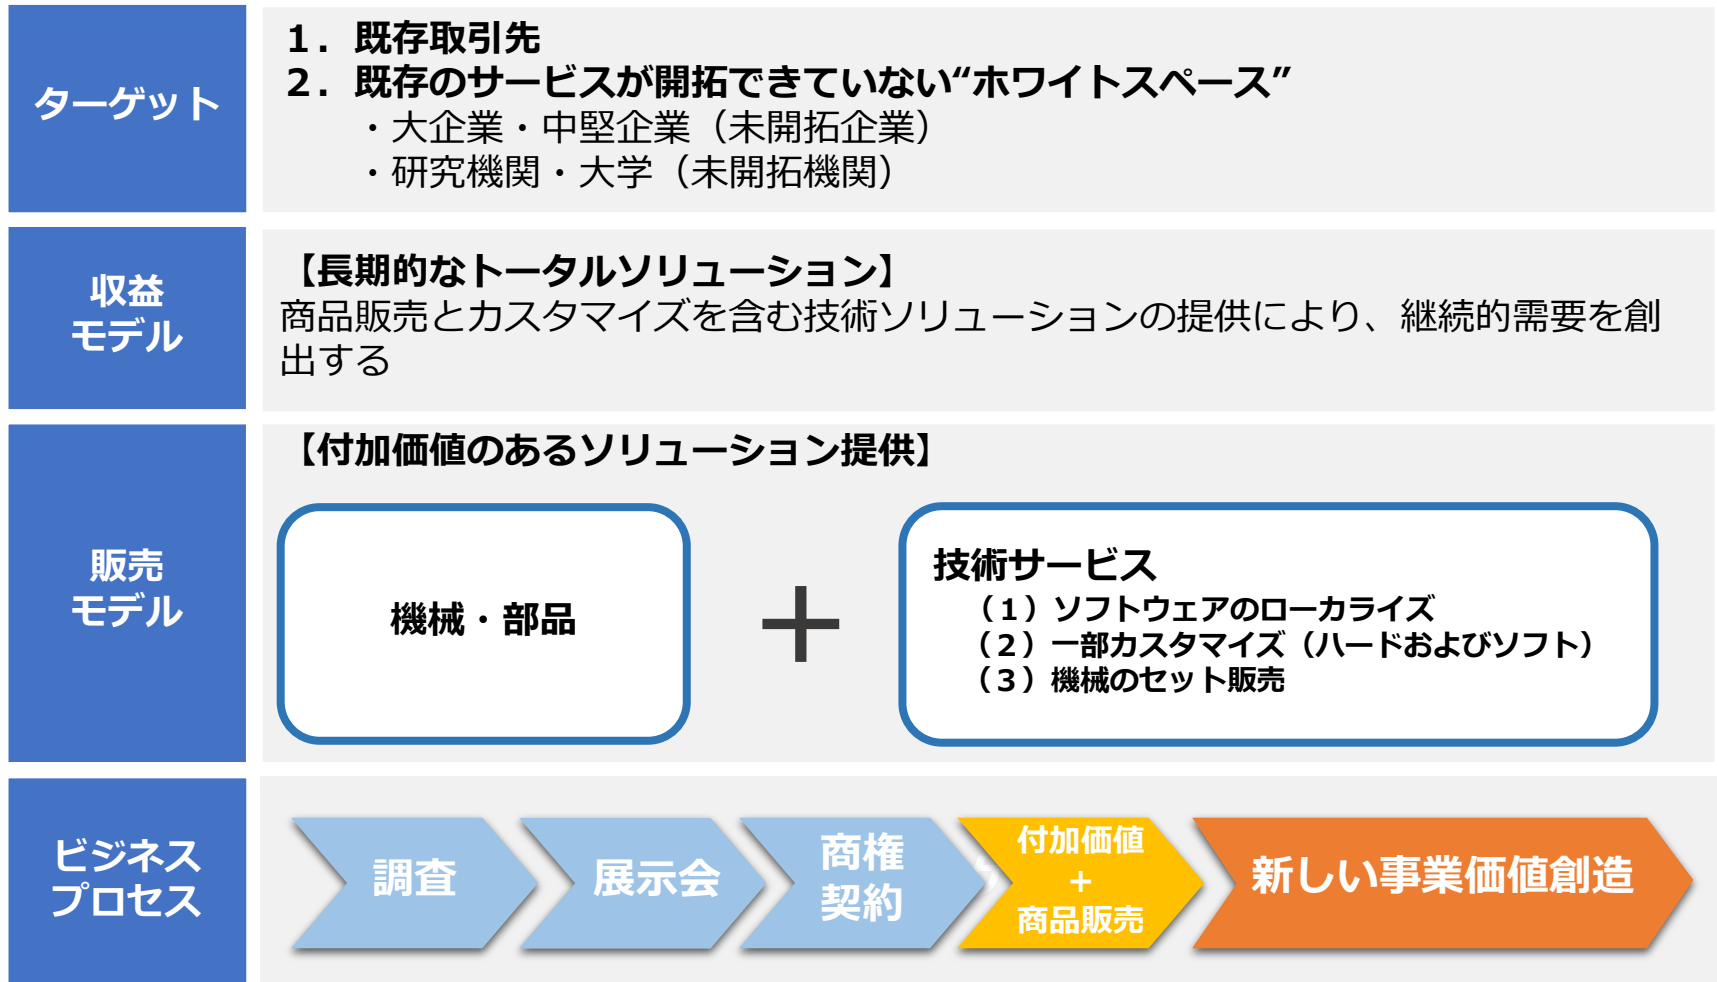 ターゲット
１．既存取引先
２．既存のサービスが開拓できていない“ホワイトスペース”
・大企業・中堅企業（未開拓企業）
・研究機関・大学（未開拓機関）
収益
モデル
【長期的なトータルソリューション】
商品販売とカスタマイズを含む技術ソリューションの提供により、継続的需要を創
出する
販売
モデル
【付加価値のあるソリューション提供】
機械・部品
＋
技術サービス
（１）ソフトウェアのローカライズ
（２）一部カスタマイズ（ハードおよびソフト）
（３）機械のセット販売
ビジネス
プロセス
調査
展示会
商権
契約
付加価値
＋
商品販売
新しい事業価値創造